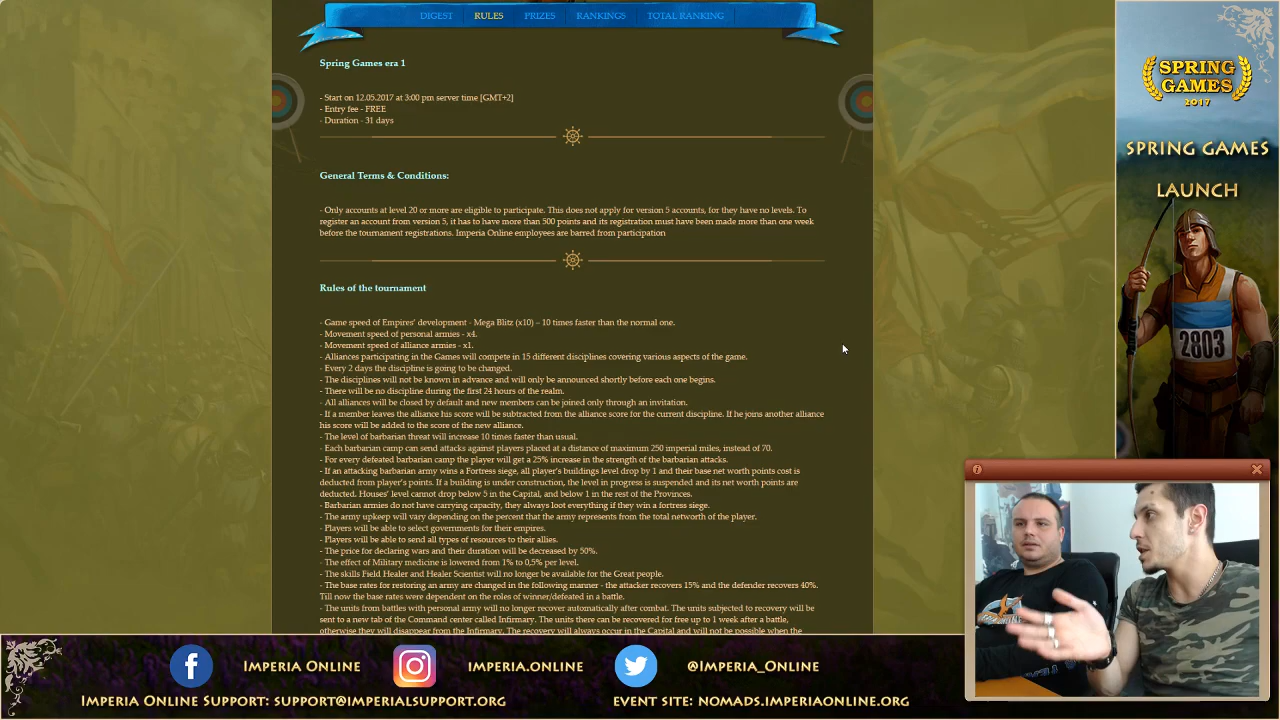 DIGEST RULES PRIZES RANKINGS TOTAL RANKING
Spring Games era 1
- Start on 12.05.2017 at 3:00 pm server time [GMT+2]
- Entry fee - FREE
- Duration - 31 days
General Terms & Conditions:
- Only accounts at level 20 or more are eligible to participate. This does not apply for version 5 accounts, for they have no levels. To
register an account from version 5, it has to have more than 500 points and its registration must have been made more than one week
before the tournament registrations. Imperia Online employees are barred from participation
Rules of the tournament
- Game speed of Empires' development - Mega Blitz (x10) – 10 times faster than the normal one.
- Movement speed of personal armies - x4.
- Movement speed of alliance armies - x1.
- Alliances participating in the Games will compete in 15 different disciplines covering various aspects of the game.
- Every 2 days the discipline is going to be changed.
- The disciplines will not be known in advance and will only be announced shortly before each one begins.
- There will be no discipline during the first 24 hours of the realm.
- All alliances will be closed by default and new members can be joined only through an invitation.
- If a member leaves the alliance his score will be subtracted from the alliance score for the current discipline. If he joins another alliance
his score will be added to the score of the new alliance.
- The level of barbarian threat will increase 10 times faster than usual.
- Each barbarian camp can send attacks against players placed at a distance of maximum 250 imperial miles, instead of 70.
- For every defeated barbarian camp the player will get a 25% increase in the strength of the barbarian attacks.
- If an attacking barbarian army wins a Fortress siege, all player's buildings level drop by 1 and their base net worth points cost is
deducted from player's points. If a building is under construction, the level in progress is suspended and its net worth points are
deducted. Houses' level cannot drop below 5 in the Capital, and below 1 in the rest of the Provinces.
- Barbarian armies do not have carrying capacity, they always loot everything if they win a fortress siege.
- The army upkeep will vary depending on the percent that the army represents from the total networth of the player.
- Players will be able to select governments for their empires.
- Players will be able to send all types of resources to their allies.
- The price for declaring wars and their duration will be decreased by 50%.
- The effect of Military medicine is lowered from 1% to 0,5% per level.
- The skills Field Healer and Healer Scientist will no longer be available for the Great people.
- The base rates for restoring an army are changed in the following manner - the attacker recovers 15% and the defender recovers 40%.
Till now the base rates were dependent on the roles of winner/defeated in a battle.
- The units from battles with personal army will no longer recover automatically after combat. The units subjected to recovery will be
sent to a new tab of the Command center called Infirmary. The units there can be recovered for free up to 1 week after a battle,
otherwise they will disappear from the Infirmary. The recovery will always occur in the Capital and will not be possible when the
SPRING
GAMES
2017
SPRING GAMES
LAUNCH
2803
IMPERIA ONLINE
IMPERIA.ONLINE
@IMPERIA_ONLINE
IMPERIA ONLINE SUPPORT: SUPPORT@IMPERIALSUPPORT.ORG
EVENT SITE: NOMADS.IMPERIAONLINE.ORG